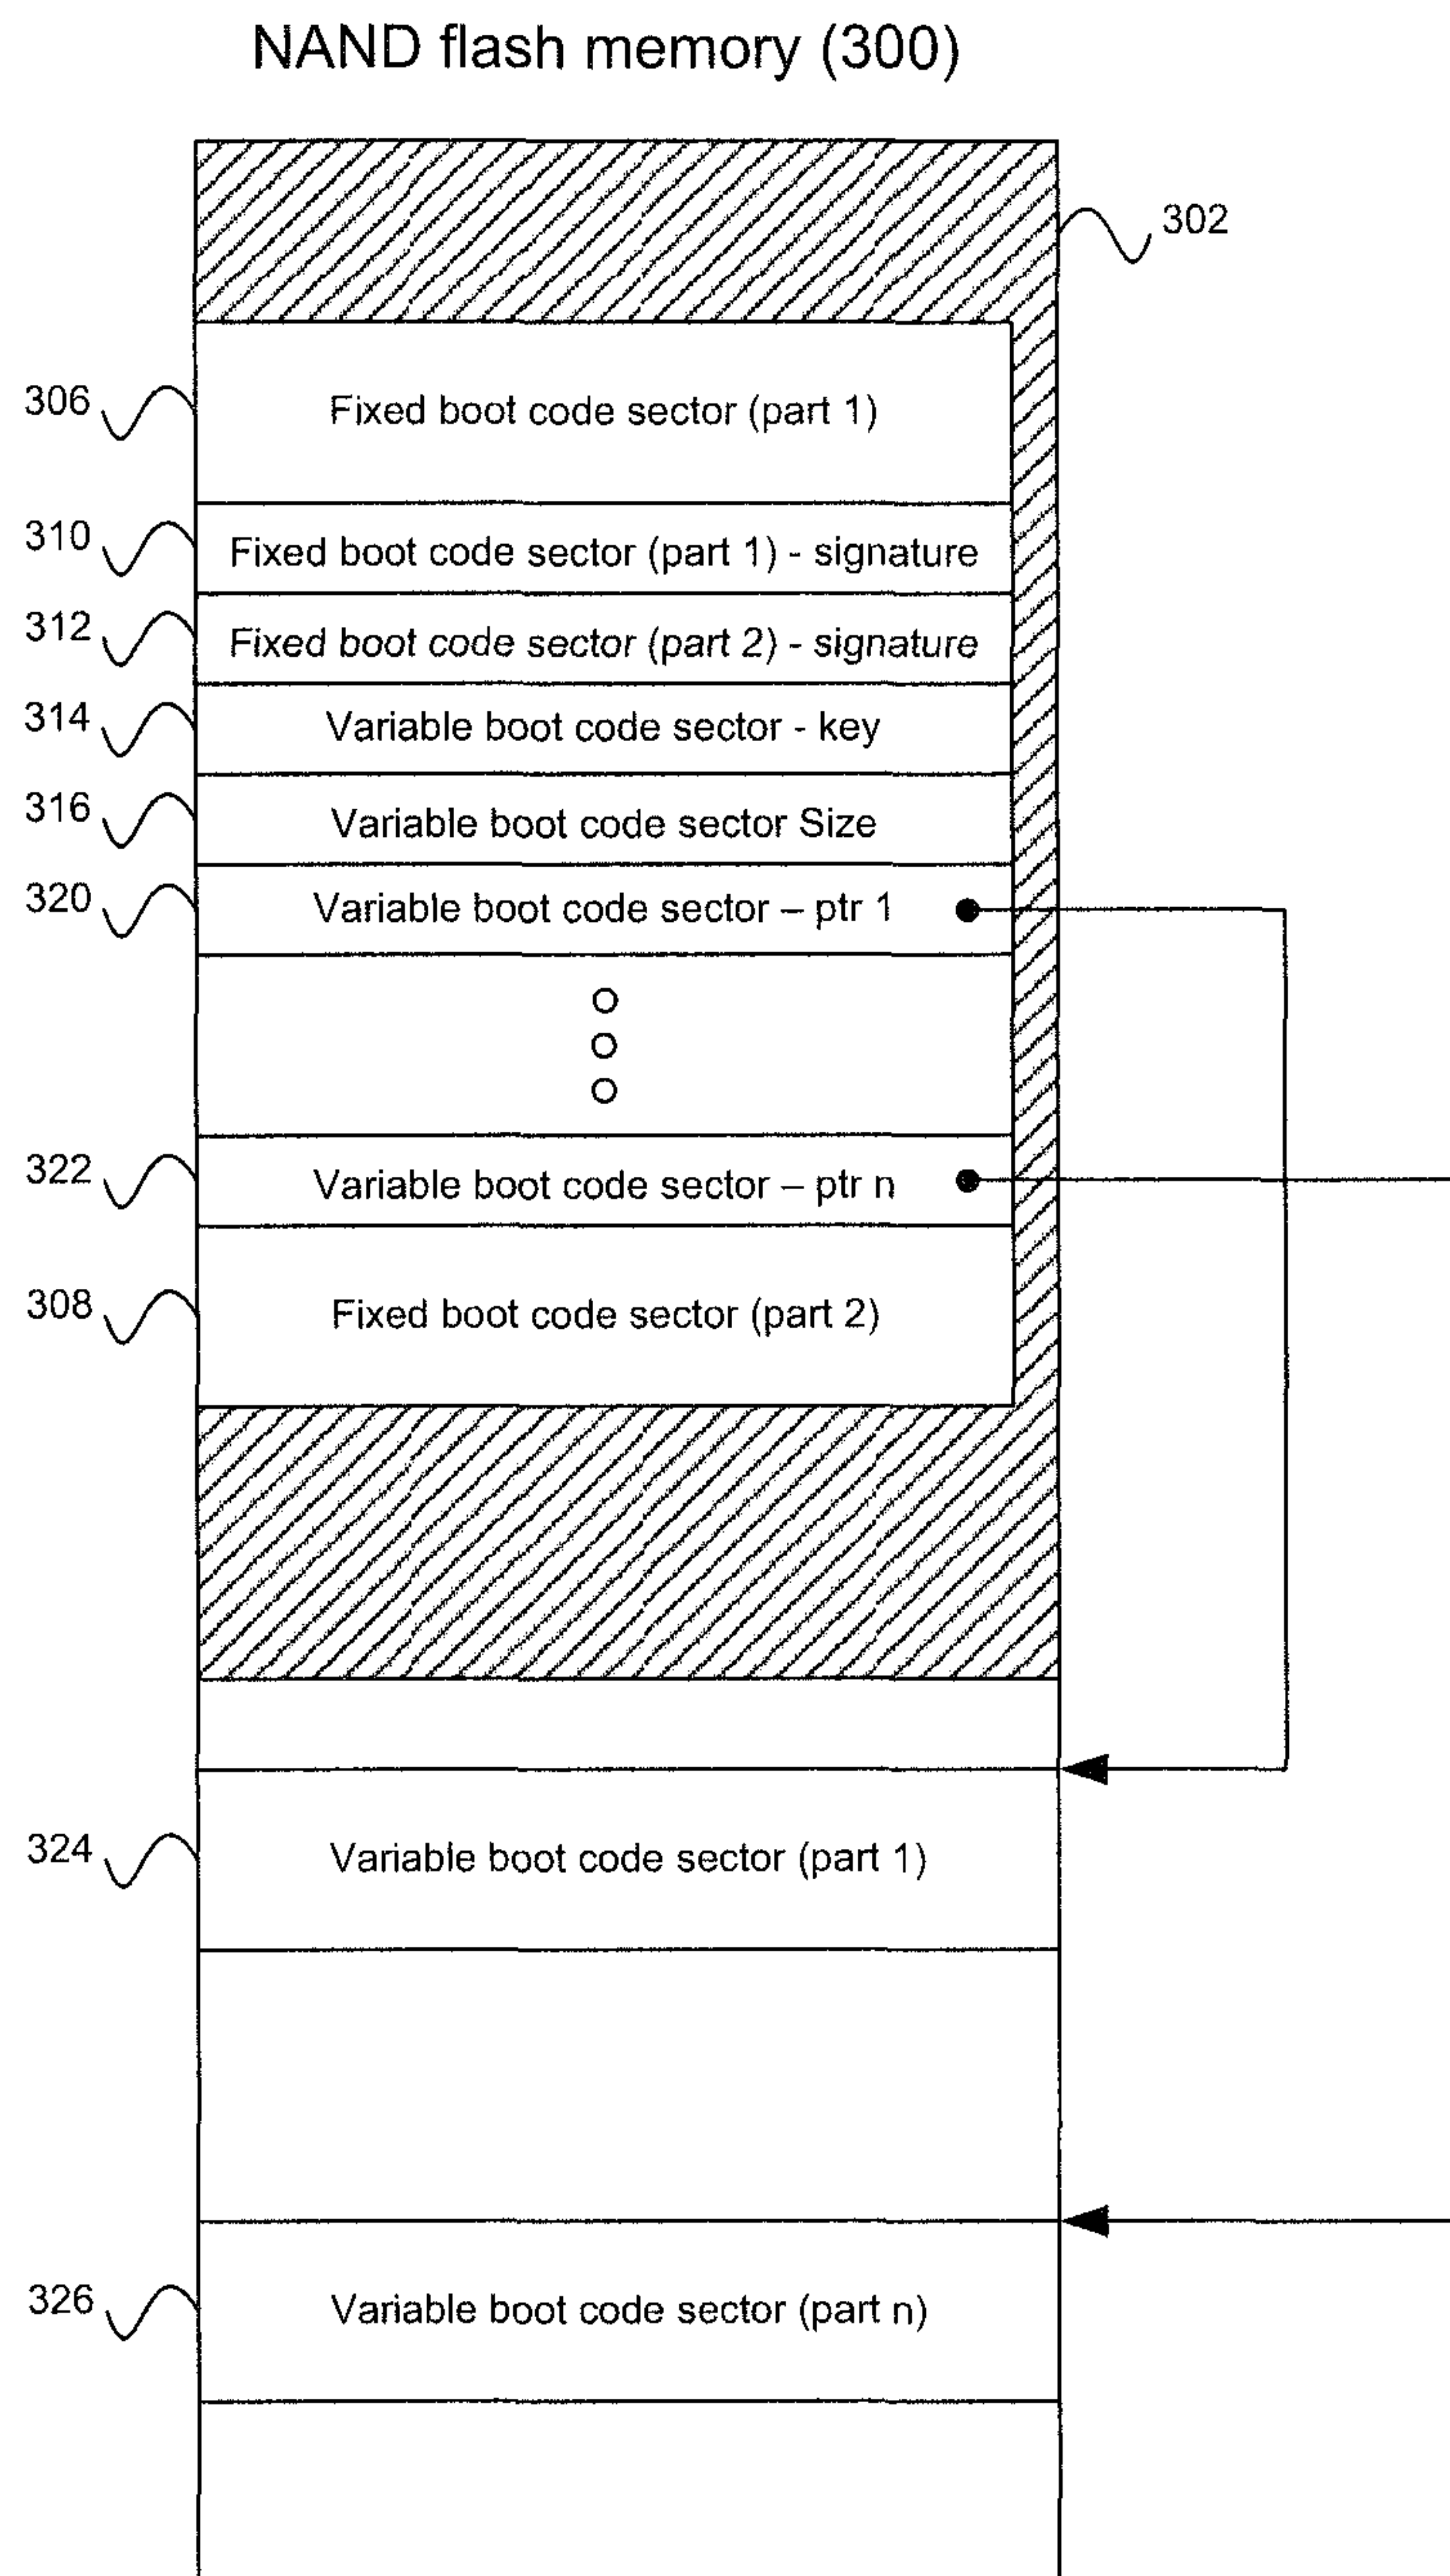 NAND flash memory (300)
302
306
Fixed boot code sector (part 1)
310
Fixed boot code sector (part 1) - signature
312
Fixed boot code sector (part 2) - signature
314
Variable boot code sector - key
316
Variable boot code sector Size
320
Variable boot code sector – ptr 1
322
Variable boot code sector – ptr n
308
Fixed boot code sector (part 2)
324
Variable boot code sector (part 1)
326
Variable boot code sector (part n)